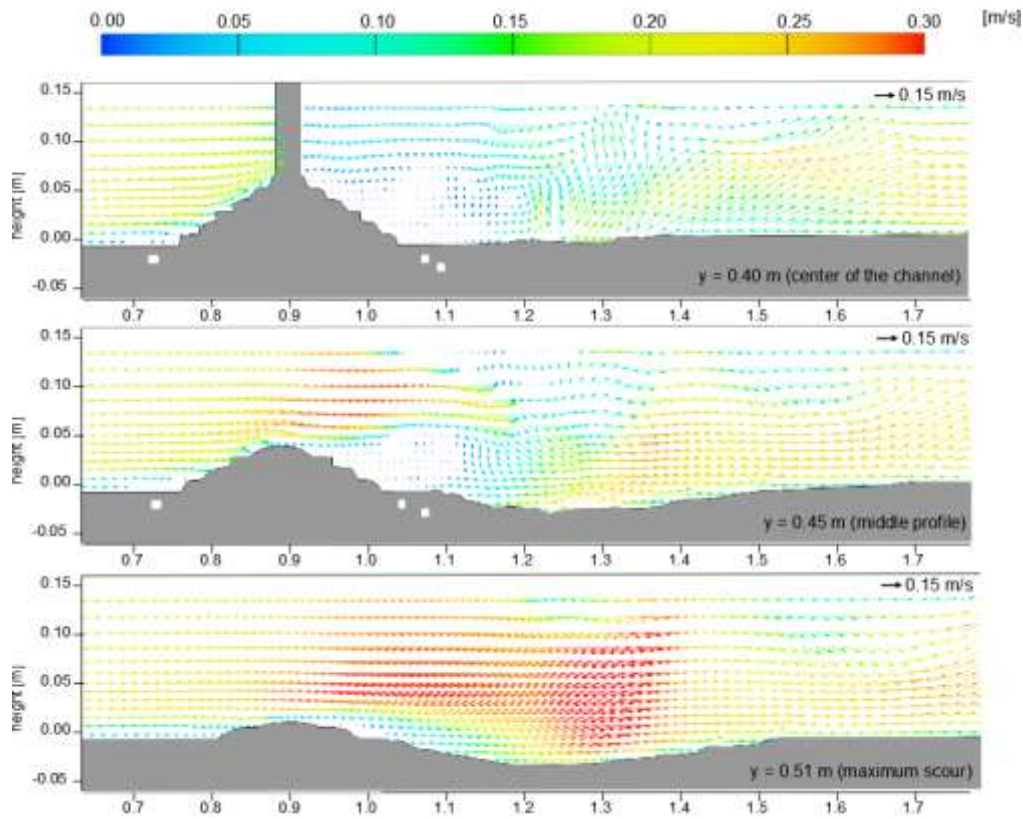 0.00 0.05 0.10 0.15 0.20 0.25 0.30 [m/s]
0.15
0.15 m/s
0.10
0.05
0.00
-0.05
height [m]
y = 0.40 m (center of the channel)
0.7 0.8 0.9 1.0 1.1 1.2 1.3 1.4 1.5 1.6 1.7
0.15
0.15 m/s
0.10
0.05
0.00
-0.05
height [m]
y = 0.45 m (middle profile)
0.7 0.8 0.9 1.0 1.1 1.2 1.3 1.4 1.5 1.6 1.7
0.15
0.15 m/s
0.10
0.05
0.00
-0.05
height [m]
y = 0.51 m (maximum scour)
0.7 0.8 0.9 1.0 1.1 1.2 1.3 1.4 1.5 1.6 1.7